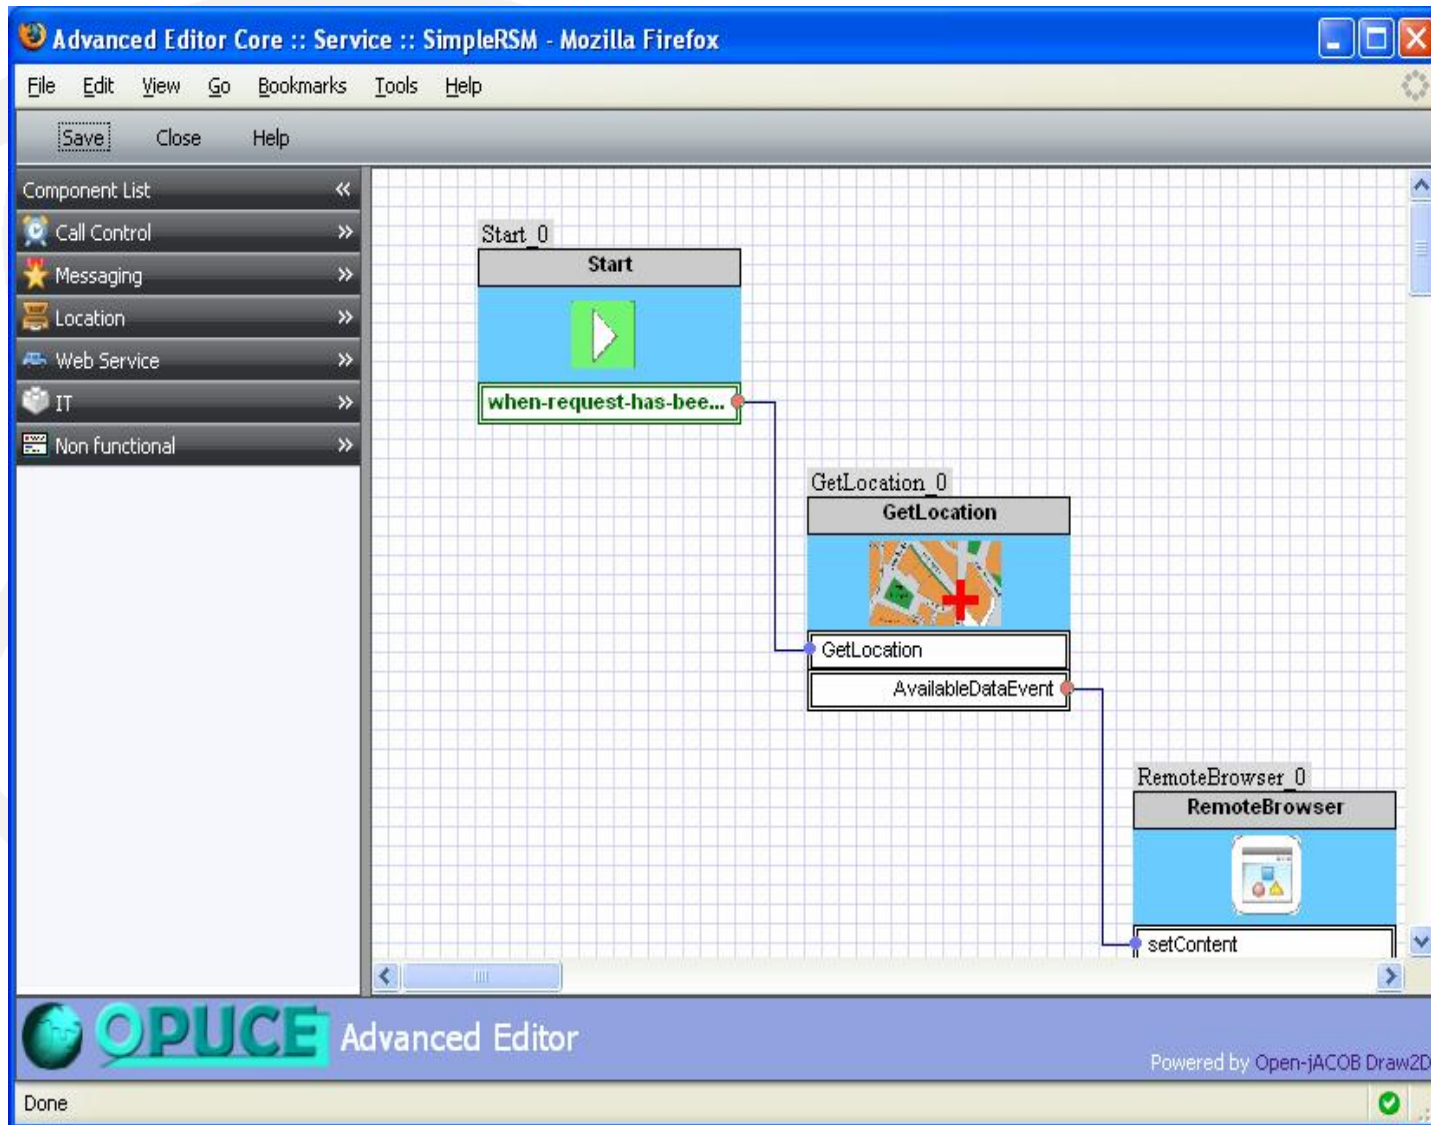 Advanced Editor Core :: Service :: SimpleRSM - Mozilla Firefox
File Edit View Go Bookmarks Tools Help
Save Close Help
Component List
Call Control
Messaging
Location
Web Service
IT
Non functional
Start_0
Start
when-request-has-bee...
GetLocation_0
GetLocation
GetLocation
AvailableDataEvent
RemoteBrowser_0
RemoteBrowser
setContent
OPUCE Advanced Editor
Powered by Open-jACOB Draw2D
Done